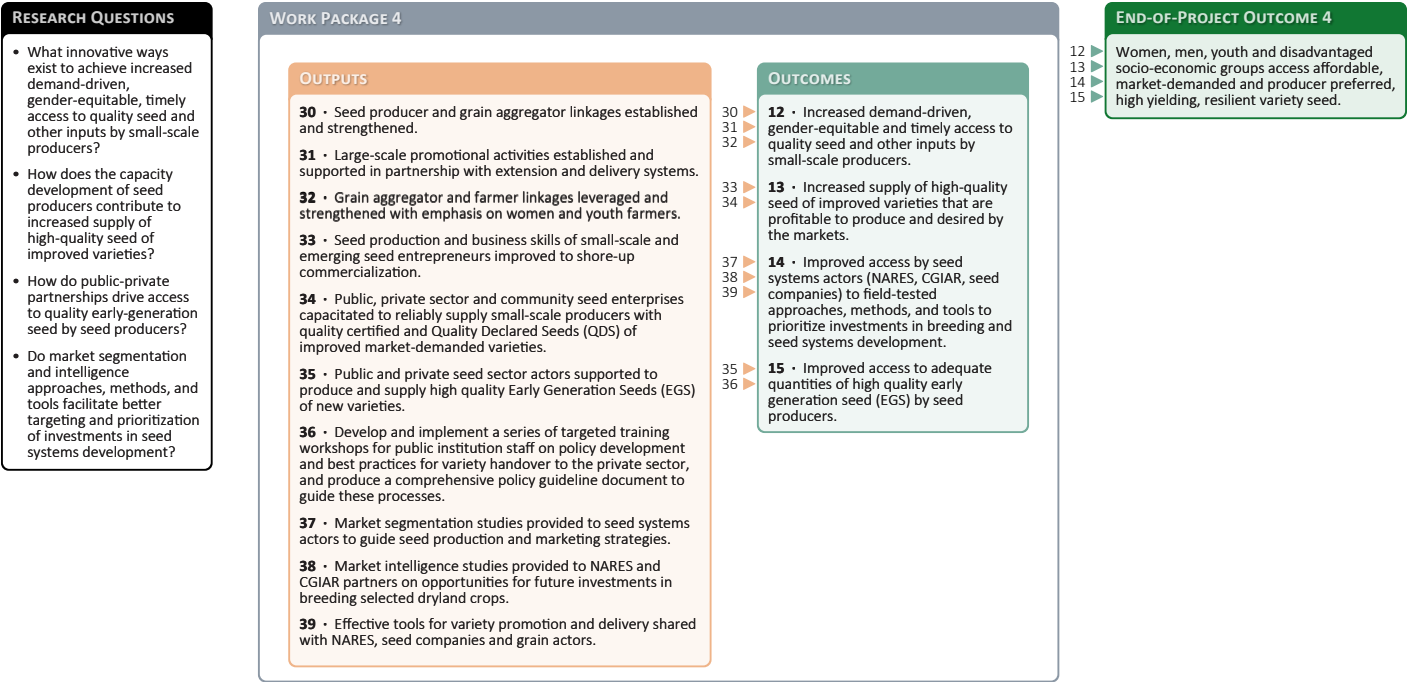 RESEARCH QUESTIONS
• What innovative ways
exist to achieve increased
demand-driven,
gender-equitable, timely
access to quality seed and
other inputs by small-scale
producers?
• How does the capacity
development of seed
producers contribute to
increased supply of
high-quality seed of
improved varieties?
• How do public-private
partnerships drive access
to quality early-generation
seed by seed producers?
• Do market segmentation
and intelligence
approaches, methods, and
tools facilitate better
targeting and prioritization
of investments in seed
systems development?
WORK PACKAGE 4
OUTPUTS
30 · Seed producer and grain aggregator linkages established
and strengthened.
31 · Large-scale promotional activities established and
supported in partnership with extension and delivery systems.
32 · Grain aggregator and farmer linkages leveraged and
strengthened with emphasis on women and youth farmers.
33 · Seed production and business skills of small-scale and
emerging seed entrepreneurs improved to shore-up
commercialization.
34 · Public, private sector and community seed enterprises
capacitated to reliably supply small-scale producers with
quality certified and Quality Declared Seeds (QDS) of
improved market-demanded varieties.
35 · Public and private seed sector actors supported to
produce and supply high quality Early Generation Seeds (EGS)
of new varieties.
36 · Develop and implement a series of targeted training
workshops for public institution staff on policy development
and best practices for variety handover to the private sector,
and produce a comprehensive policy guideline document to
guide these processes.
37 · Market segmentation studies provided to seed systems
actors to guide seed production and marketing strategies.
38 · Market intelligence studies provided to NARES and
CGIAR partners on opportunities for future investments in
breeding selected dryland crops.
39 · Effective tools for variety promotion and delivery shared
with NARES, seed companies and grain actors.
OUTCOMES
30
31
32
12 · Increased demand-driven,
gender-equitable and timely access to
quality seed and other inputs by
small-scale producers.
33
34
13 · Increased supply of high-quality
seed of improved varieties that are
profitable to produce and desired by
the markets.
37
38
39
14 · Improved access by seed
systems actors (NARES, CGIAR, seed
companies) to field-tested
approaches, methods, and tools to
prioritize investments in breeding and
seed systems development.
35
36
15 · Improved access to adequate
quantities of high quality early
generation seed (EGS) by seed
producers.
END-OF-PROJECT OUTCOME 4
12
13
14
15
Women, men, youth and disadvantaged
socio-economic groups access affordable,
market-demanded and producer preferred,
high yielding, resilient variety seed.